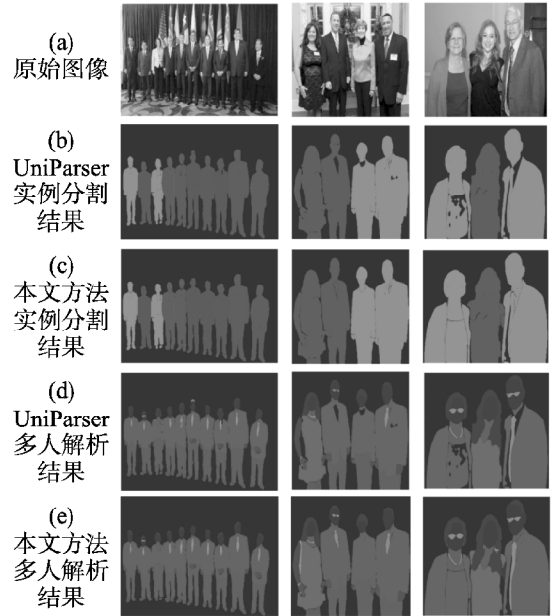 (a)
原始图像
(b)
UniParser
实例分割
结果
(c)
本文方法
实例分割
结果
(d)
UniParser
多人解析
结果
(e)
本文方法
多人解析
结果